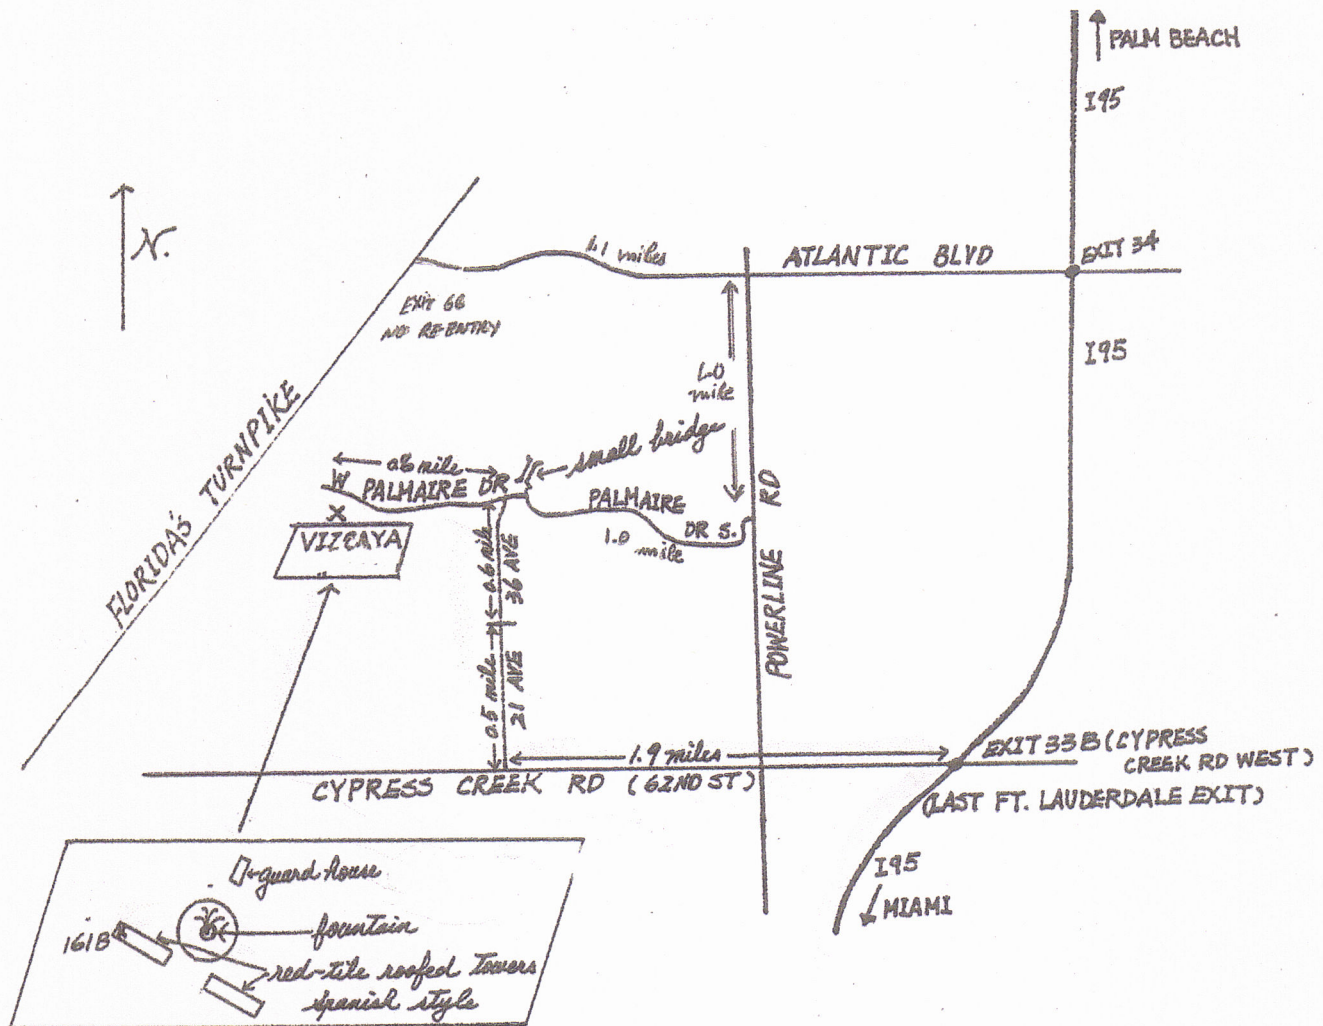 PALM BEACH
I95
N.
1.1 miles
ATLANTIC BLVD
EXIT 34
EXIT 66
NO RE-ENTRY
I95
1.0
mile
FLORIDA'S TURNPIKE
small bridge
0.8 mile
W PALMAIRE DR
PALMAIRE
DR S.
1.0 mile
RD
POWERLINE
X
VIZCAYA
0.6 mile
36 AVE
0.5 mile
21 AVE
1.9 miles
EXIT 33B (CYPRESS
CREEK RD WEST)
CYPRESS CREEK RD (62ND ST)
(LAST FT. LAUDERDALE EXIT)
I95
MIAMI
guard house
fountain
161B
red-tile roofed towers
spanish style